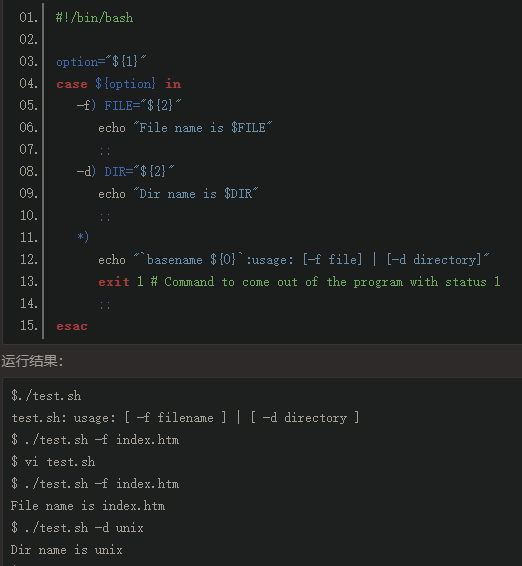 01. #!/bin/bash
02.
03. option="${1}"
04. case ${option} in
05. -f) FILE="${2}"
06. echo "File name is $FILE"
07. ;;
08. -d) DIR="${2}"
09. echo "Dir name is $DIR"
10. ;;
11. *)
12. echo "`basename ${0}`:usage: [-f file] | [-d directory]"
13. exit 1 # Command to come out of the program with status 1
14. ;;
15. esac
运行结果:
$./test.sh
test.sh: usage: [ -f filename ] | [ -d directory ]
$ ./test.sh -f index.htm
$ vi test.sh
$ ./test.sh -f index.htm
File name is index.htm
$ ./test.sh -d unix
Dir name is unix